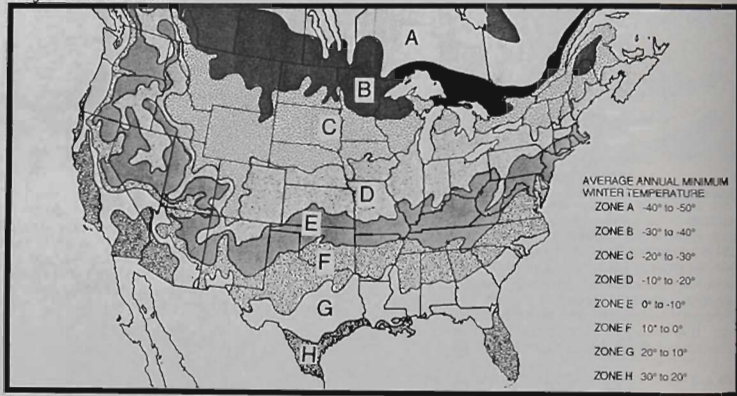 A
B
C
D
E
F
G
H
AVERAGE ANNUAL MINIMUM
WINTER TEMPERATURE
ZONE A -40° to -50°
ZONE B -30° to -40°
ZONE C -20° to -30°
ZONE D -10° to -20°
ZONE E 0° to -10°
ZONE F 10° to 0°
ZONE G 20° to 10°
ZONE H 30° to 20°